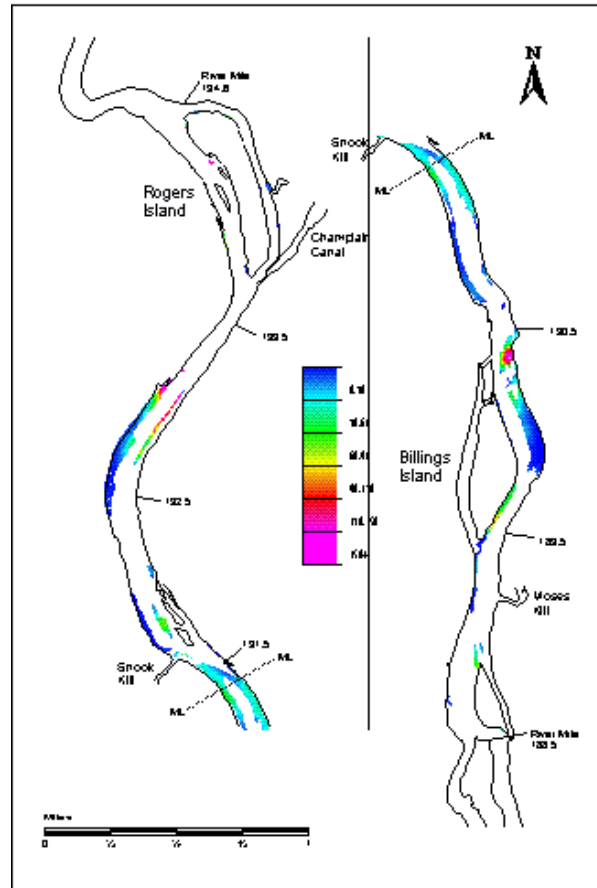 River Mile
194.6
Rogers
Island
Champlain
Canal
193.5
192.5
Snook
Kill
191.5
ML
ML
N
Snook
Kill
ML
ML
190.5
Billings
Island
189.5
Moses
Kill
River Mile
188.5
Miles
0
1